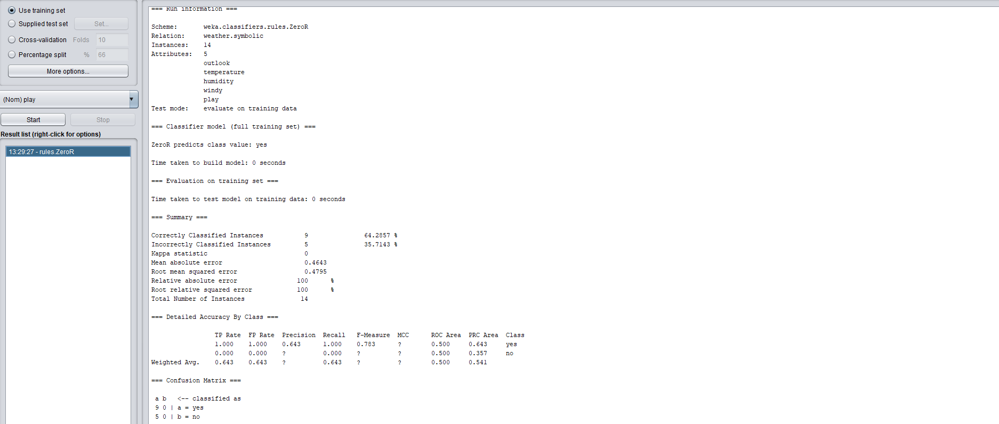 Use training set
Supplied test set Set...
Cross-validation Folds 10
Percentage split % 66
More options...
(Nom) play
Start Stop
Result list (right-click for options)
13:29:27 - rules.ZeroR
=== Run information ===
Scheme: weka.classifiers.rules.ZeroR
Relation: weather.symbolic
Instances: 14
Attributes: 5
outlook
temperature
humidity
windy
play
Test mode: evaluate on training data
=== Classifier model (full training set) ===
ZeroR predicts class value: yes
Time taken to build model: 0 seconds
=== Evaluation on training set ===
Time taken to test model on training data: 0 seconds
=== Summary ===
Correctly Classified Instances 9 64.2857 %
Incorrectly Classified Instances 5 35.7143 %
Kappa statistic 0
Mean absolute error 0.4643
Root mean squared error 0.4795
Relative absolute error 100 %
Root relative squared error 100 %
Total Number of Instances 14
=== Detailed Accuracy By Class ===
TP Rate FP Rate Precision Recall F-Measure MCC ROC Area PRC Area Class
1.000 1.000 0.643 1.000 0.783 ? 0.500 0.643 yes
0.000 0.000 ? 0.000 ? ? 0.500 0.357 no
Weighted Avg. 0.643 0.643 ? 0.643 ? ? 0.500 0.541
=== Confusion Matrix ===
a b <-- classified as
9 0 | a = yes
5 0 | b = no